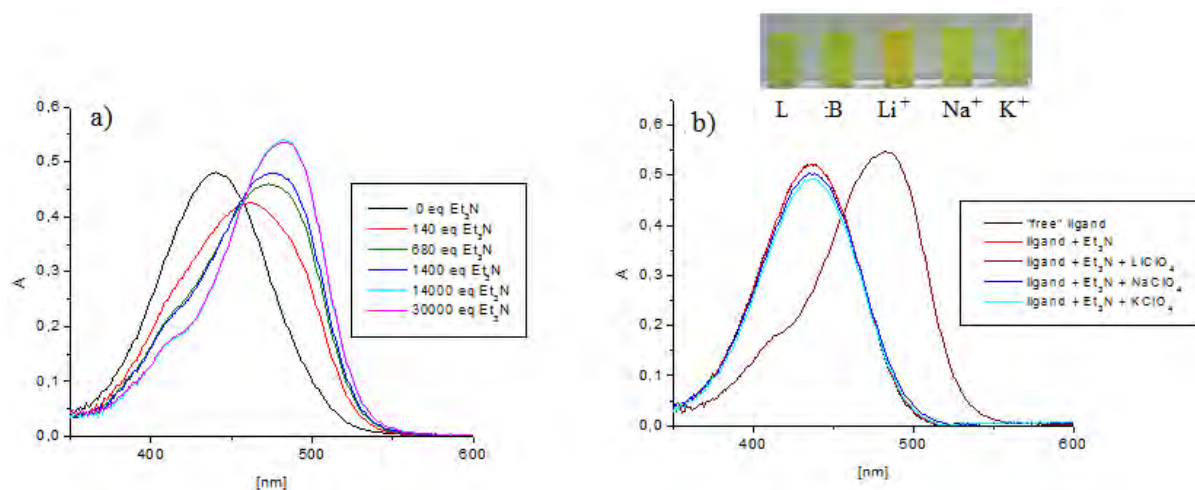 a)
0,6
0,5
0,4
0,3
0,2
0,1
0,0
A
400
500
600
[nm]
0 eq Et3N
140 eq Et3N
680 eq Et3N
1400 eq Et3N
14000 eq Et3N
30000 eq Et3N
L :B Li+ Na+ K+
b)
0,6
0,5
0,4
0,3
0,2
0,1
0,0
A
400
500
600
[nm]
"free" ligand
ligand + Et3N
ligand + Et3N + LiClO4
ligand + Et3N + NaClO4
ligand + Et3N + KClO4